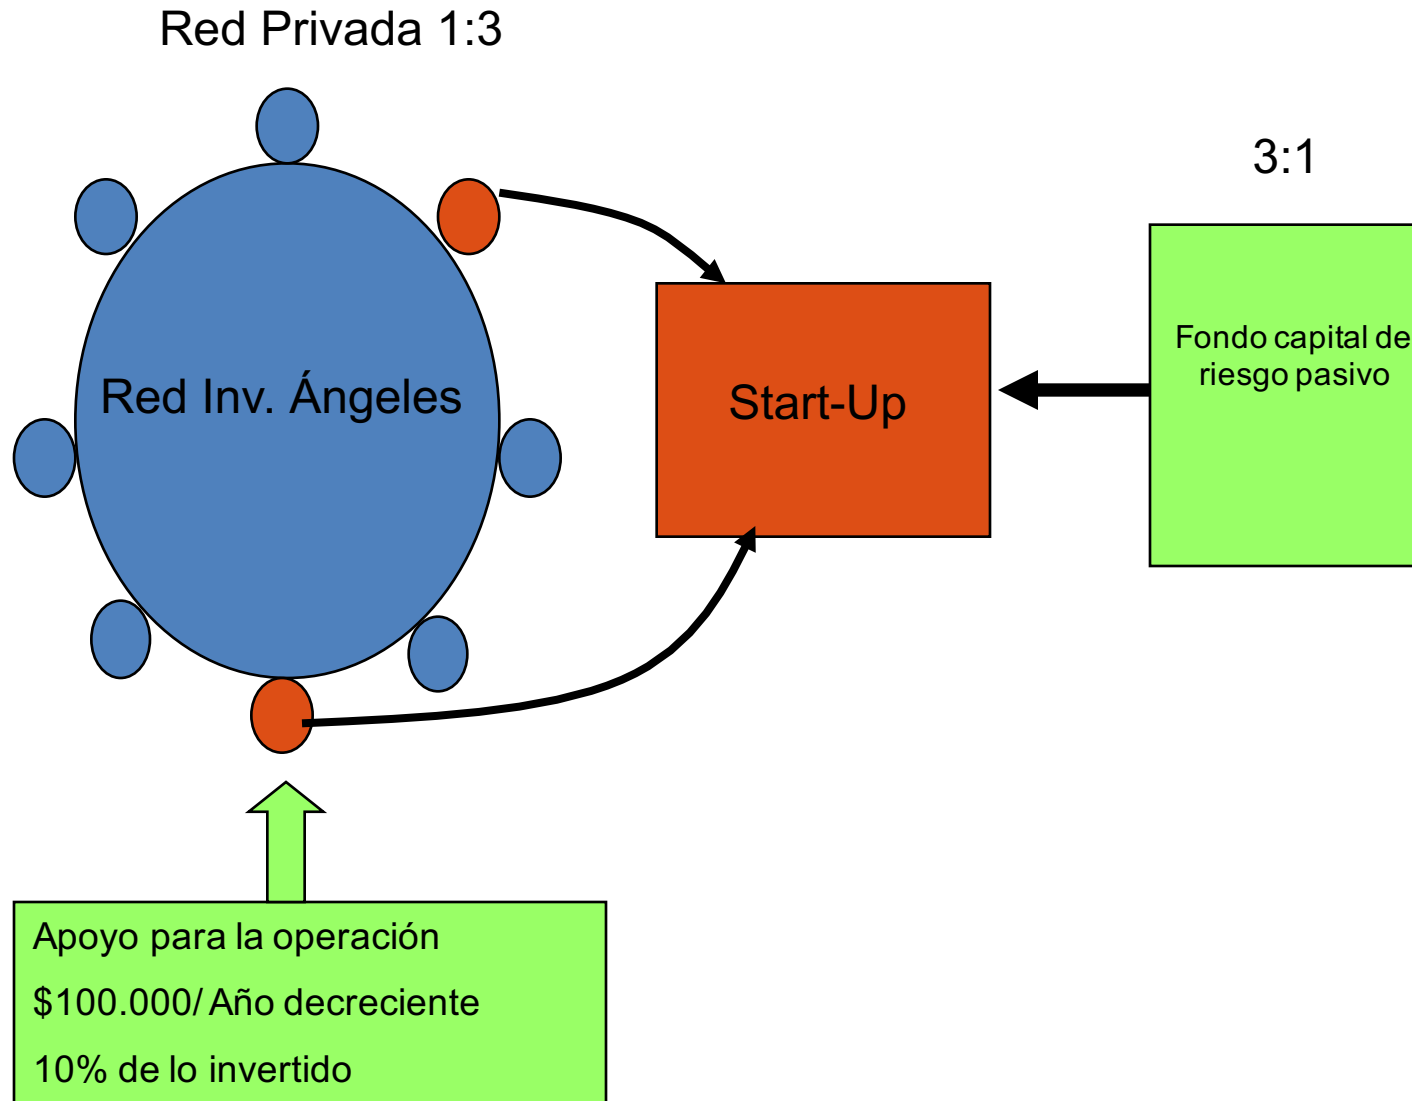 Red Privada 1:3
3:1
Red Inv. Ángeles
Start-Up
Fondo capital de
riesgo pasivo
Apoyo para la operación
$100.000/ Año decreciente
10% de lo invertido